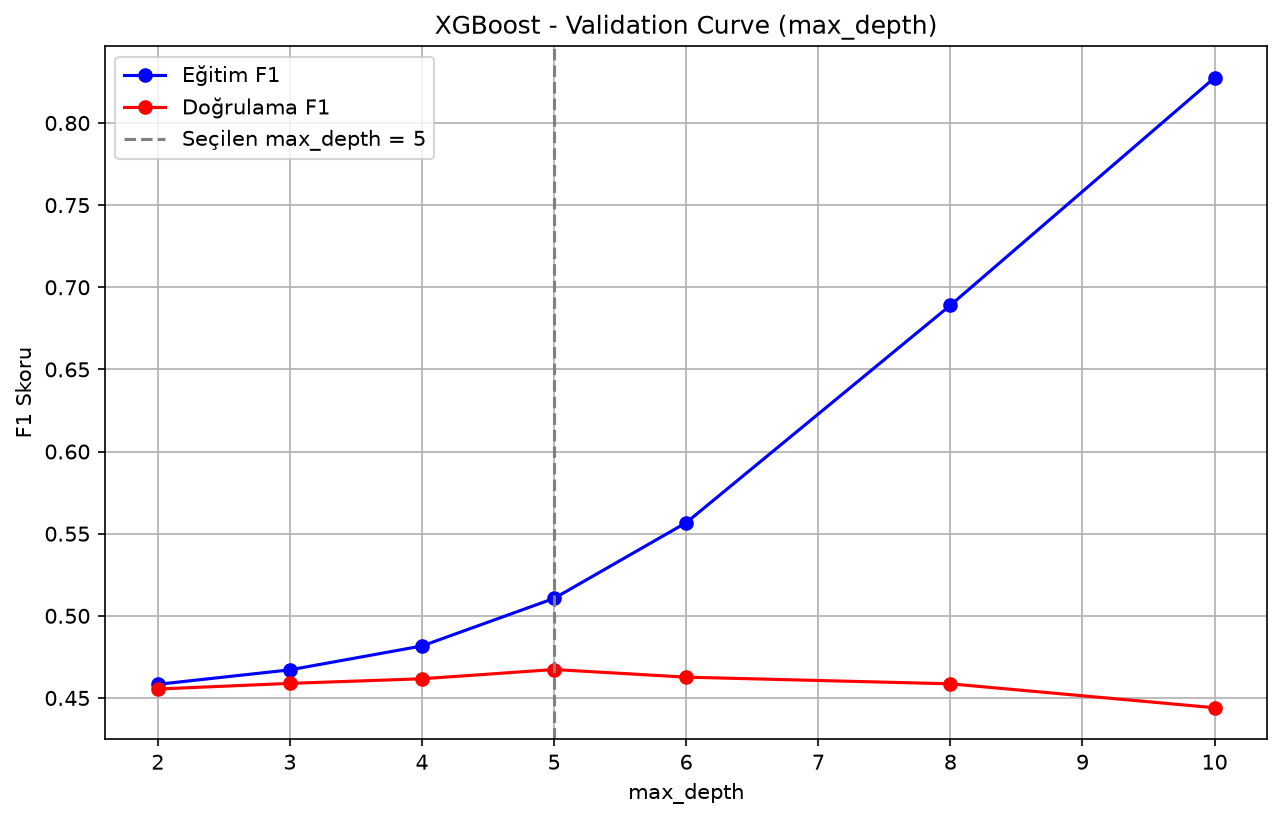 XGBoost - Validation Curve (max_depth)
Eğitim F1
Doğrulama F1
Seçilen max_depth = 5
F1 Skoru
0.80
0.75
0.70
0.65
0.60
0.55
0.50
0.45
2 3 4 5 6 7 8 9 10
max_depth